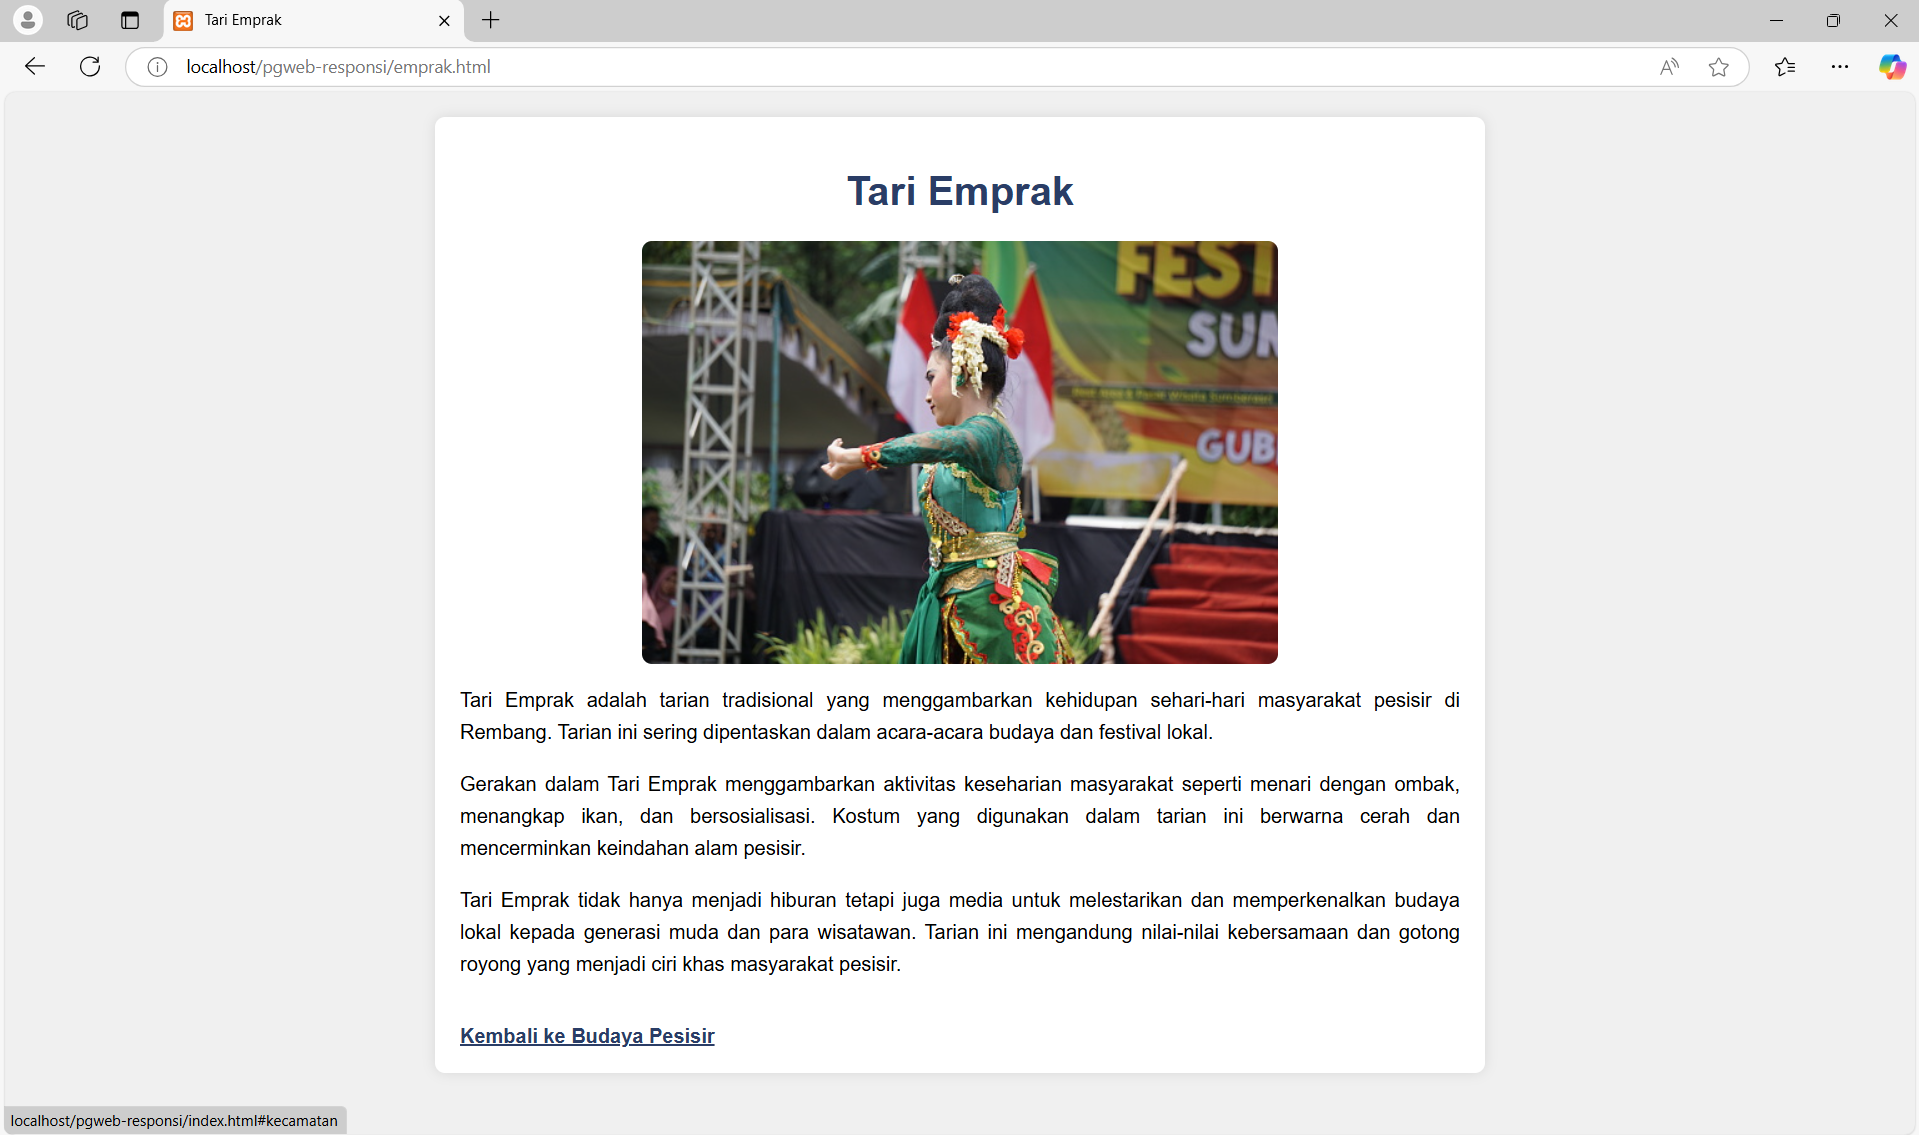 Tari Emprak
localhost/pgweb-responsi/emprak.html
Tari Emprak
FEST
SUM
GUB
Tari Emprak adalah tarian tradisional yang menggambarkan kehidupan sehari-hari masyarakat pesisir di
Rembang. Tarian ini sering dipentaskan dalam acara-acara budaya dan festival lokal.
Gerakan dalam Tari Emprak menggambarkan aktivitas keseharian masyarakat seperti menari dengan ombak,
menangkap ikan, dan bersosialisasi. Kostum yang digunakan dalam tarian ini berwarna cerah dan
mencerminkan keindahan alam pesisir.
Tari Emprak tidak hanya menjadi hiburan tetapi juga media untuk melestarikan dan memperkenalkan budaya
lokal kepada generasi muda dan para wisatawan. Tarian ini mengandung nilai-nilai kebersamaan dan gotong
royong yang menjadi ciri khas masyarakat pesisir.
Kembali ke Budaya Pesisir
localhost/pgweb-responsi/index.html#kecamatan